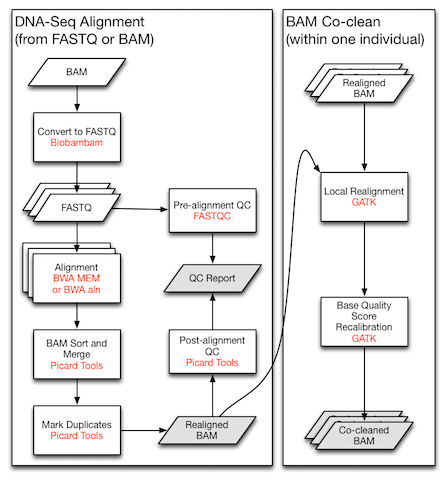 DNA-Seq Alignment
(from FASTQ or BAM)
BAM
Convert to FASTQ
Biobambam
FASTQ
Pre-alignment QC
FASTQC
Alignment
BWA MEM
or BWA aln
QC Report
BAM Sort and
Merge
Picard Tools
Post-alignment
QC
Picard Tools
Mark Duplicates
Picard Tools
Realigned
BAM
BAM Co-clean
(within one individual)
Realigned
BAM
Local Realignment
GATK
Base Quality
Score
Recalibration
GATK
Co-cleaned
BAM